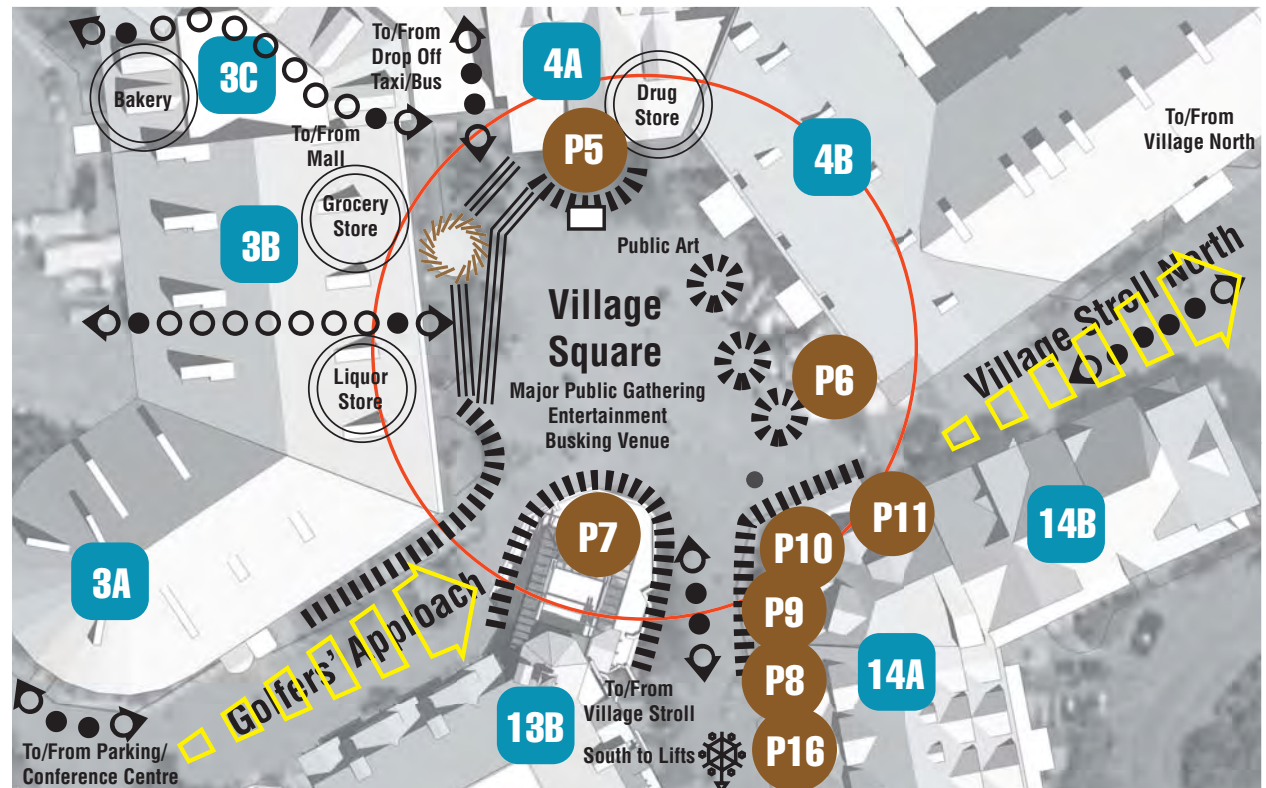 To/From
Drop Off
Taxi/Bus
4A
3C
Bakery
Drug
Store
To/From
Mall
P5
4B
To/From
Village North
Grocery
Store
3B
Public Art
Village
Square
Major Public Gathering
Entertainment
Busking Venue
Village Stroll North
Liquor
Store
P6
P11
P7
P10
14B
3A
P9
Golfers' Approach
P8
14A
To/From
Village Stroll
13B
South to Lifts
P16
To/From Parking/
Conference Centre